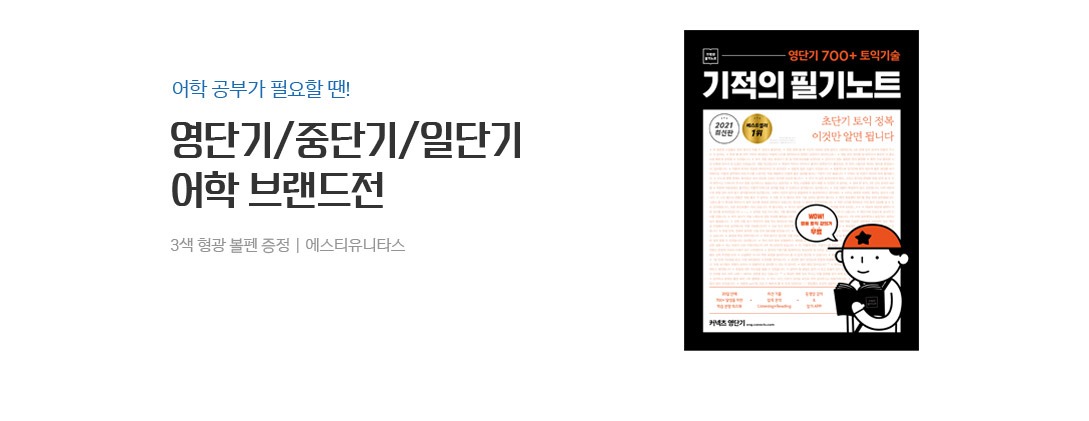 어학 공부가 필요할 땐!
영단기/중단기/일단기
어학 브랜드전
3색 형광 볼펜 증정 | 에스티유니타스
영단기 700+ 토익기술
기적의 필기노트
2021
최신판
베스트셀러
1위
초단기 토익 정복
이것만 알면 됩니다
WOW!
무료
Listening+Reading
커넥츠 영단기